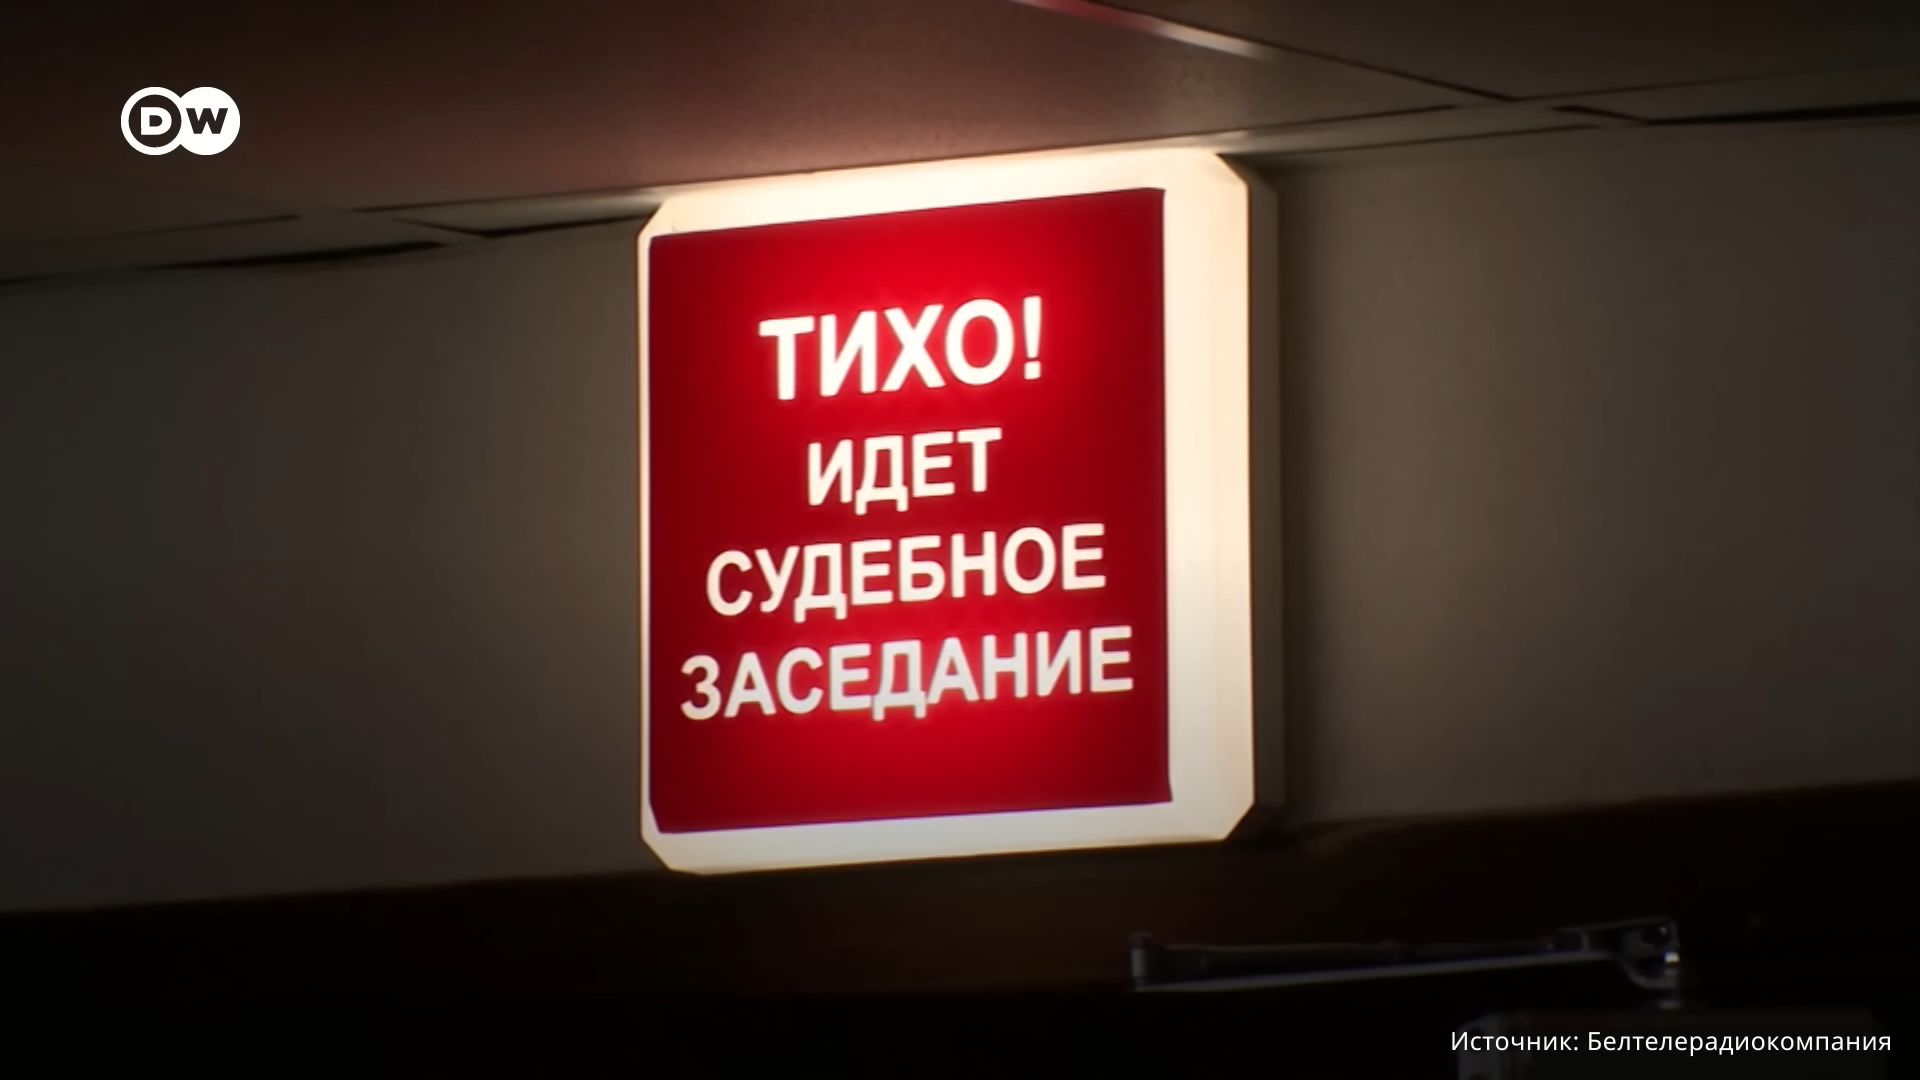 DW
ТИХО!
ИДЕТ
СУДЕБНОЕ
ЗАСЕДАНИЕ
Источник: Белтелерадиокомпания